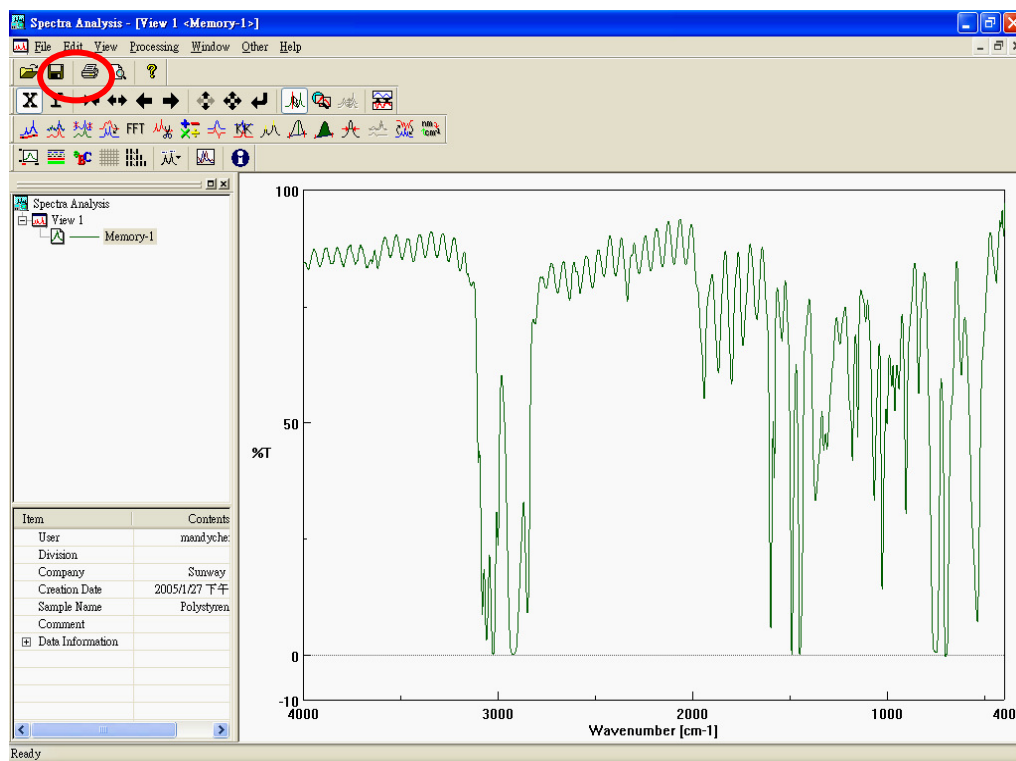 Spectra Analysis - [View 1 <Memory-1>]
File Edit View Processing Window Other Help
FFT
Spectra Analysis
View 1
Memory-1
Item Contents
User mandyche
Division
Company Sunway
Creation Date 2005/1/27 下午
Sample Name Polystyren
Comment
Data Information
100
50
%T
0
-10
4000 3000 2000 1000 400
Wavenumber [cm-1]
Ready